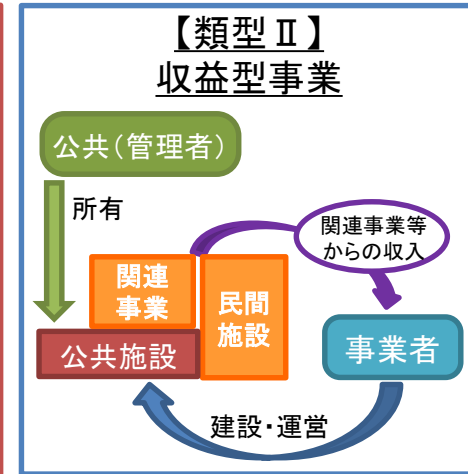 【類型Ⅱ】
収益型事業
公共(管理者)
所有
関連事業等
からの収入
関連
事業
民間
施設
公共施設
事業者
建設・運営